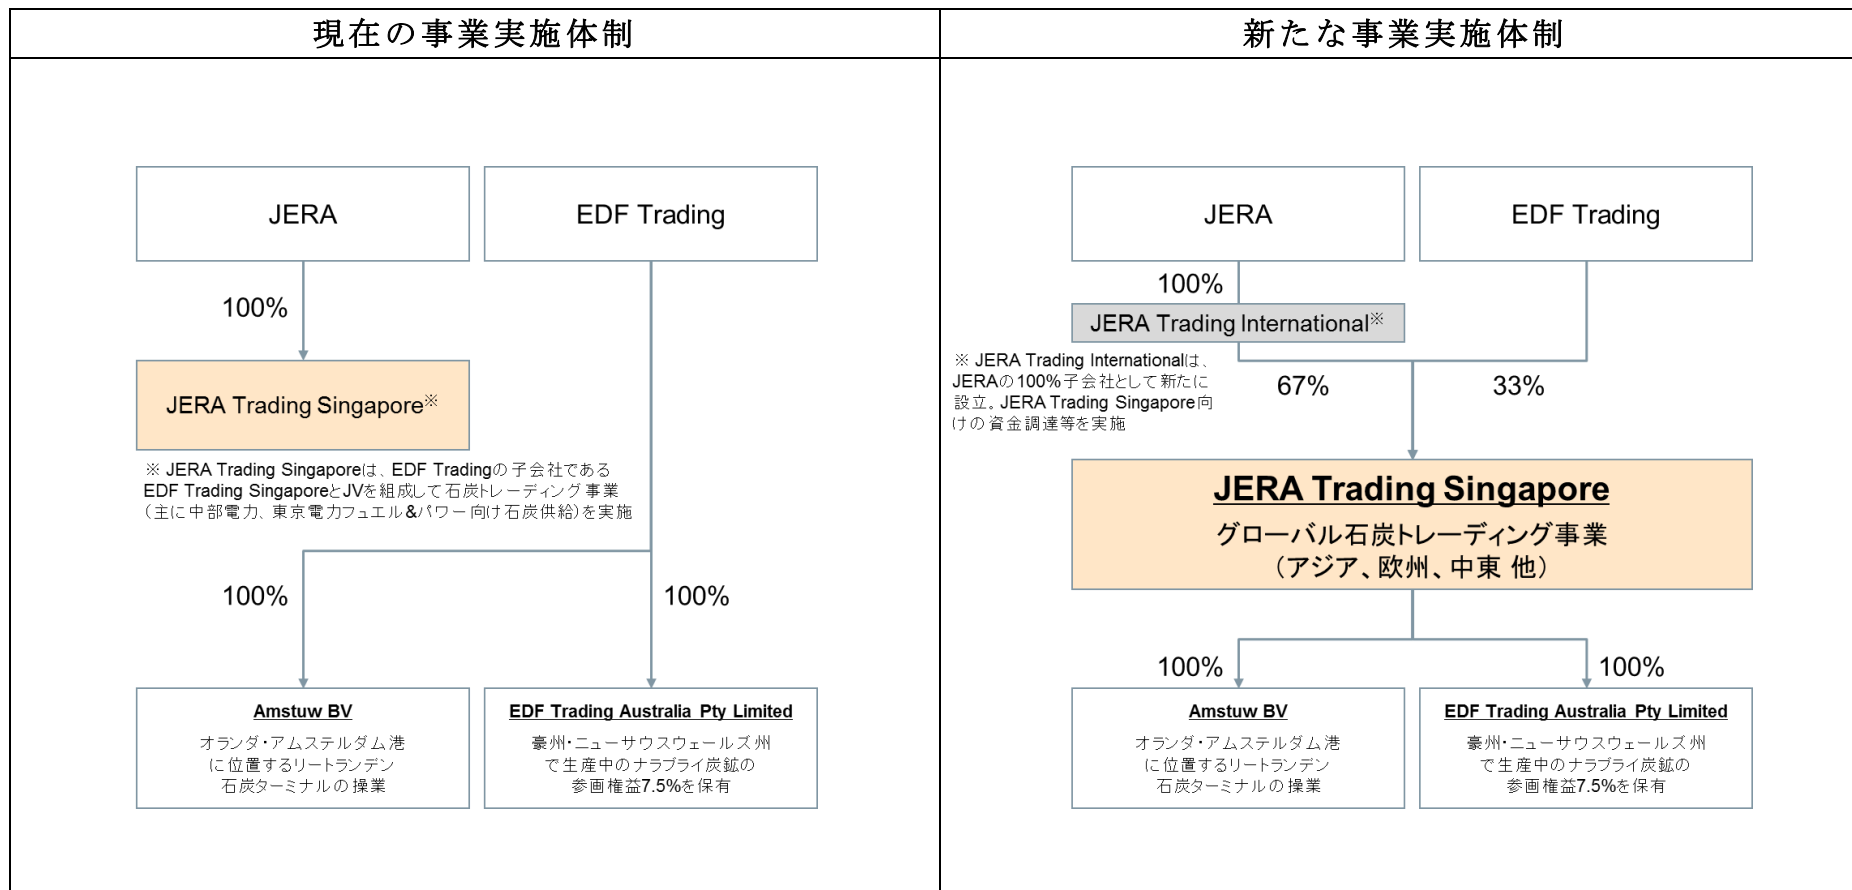 現在の事業実施体制
JERA
EDF Trading
100%
JERA Trading Singapore※
※ JERA Trading Singaporeは、EDF Tradingの子会社である
EDF Trading SingaporeとJVを組成して石炭トレーディング事業
（主に中部電力、東京電力フュエル&パワー向け石炭供給）を実施
100%
100%
Amstuw BV
オランダ・アムステルダム港
に位置するリートランデン
石炭ターミナルの操業
EDF Trading Australia Pty Limited
豪州・ニューサウスウェールズ州
で生産中のナラブライ炭鉱の
参画権益7.5%を保有
新たな事業実施体制
JERA
EDF Trading
100%
JERA Trading International※
※ JERA Trading Internationalは、
JERAの100%子会社として新たに
設立。JERA Trading Singapore向
けの資金調達等を実施
67%
33%
JERA Trading Singapore
グローバル石炭トレーディング事業
（アジア、欧州、中東 他）
100%
100%
Amstuw BV
オランダ・アムステルダム港
に位置するリートランデン
石炭ターミナルの操業
EDF Trading Australia Pty Limited
豪州・ニューサウスウェールズ州
で生産中のナラブライ炭鉱の
参画権益7.5%を保有